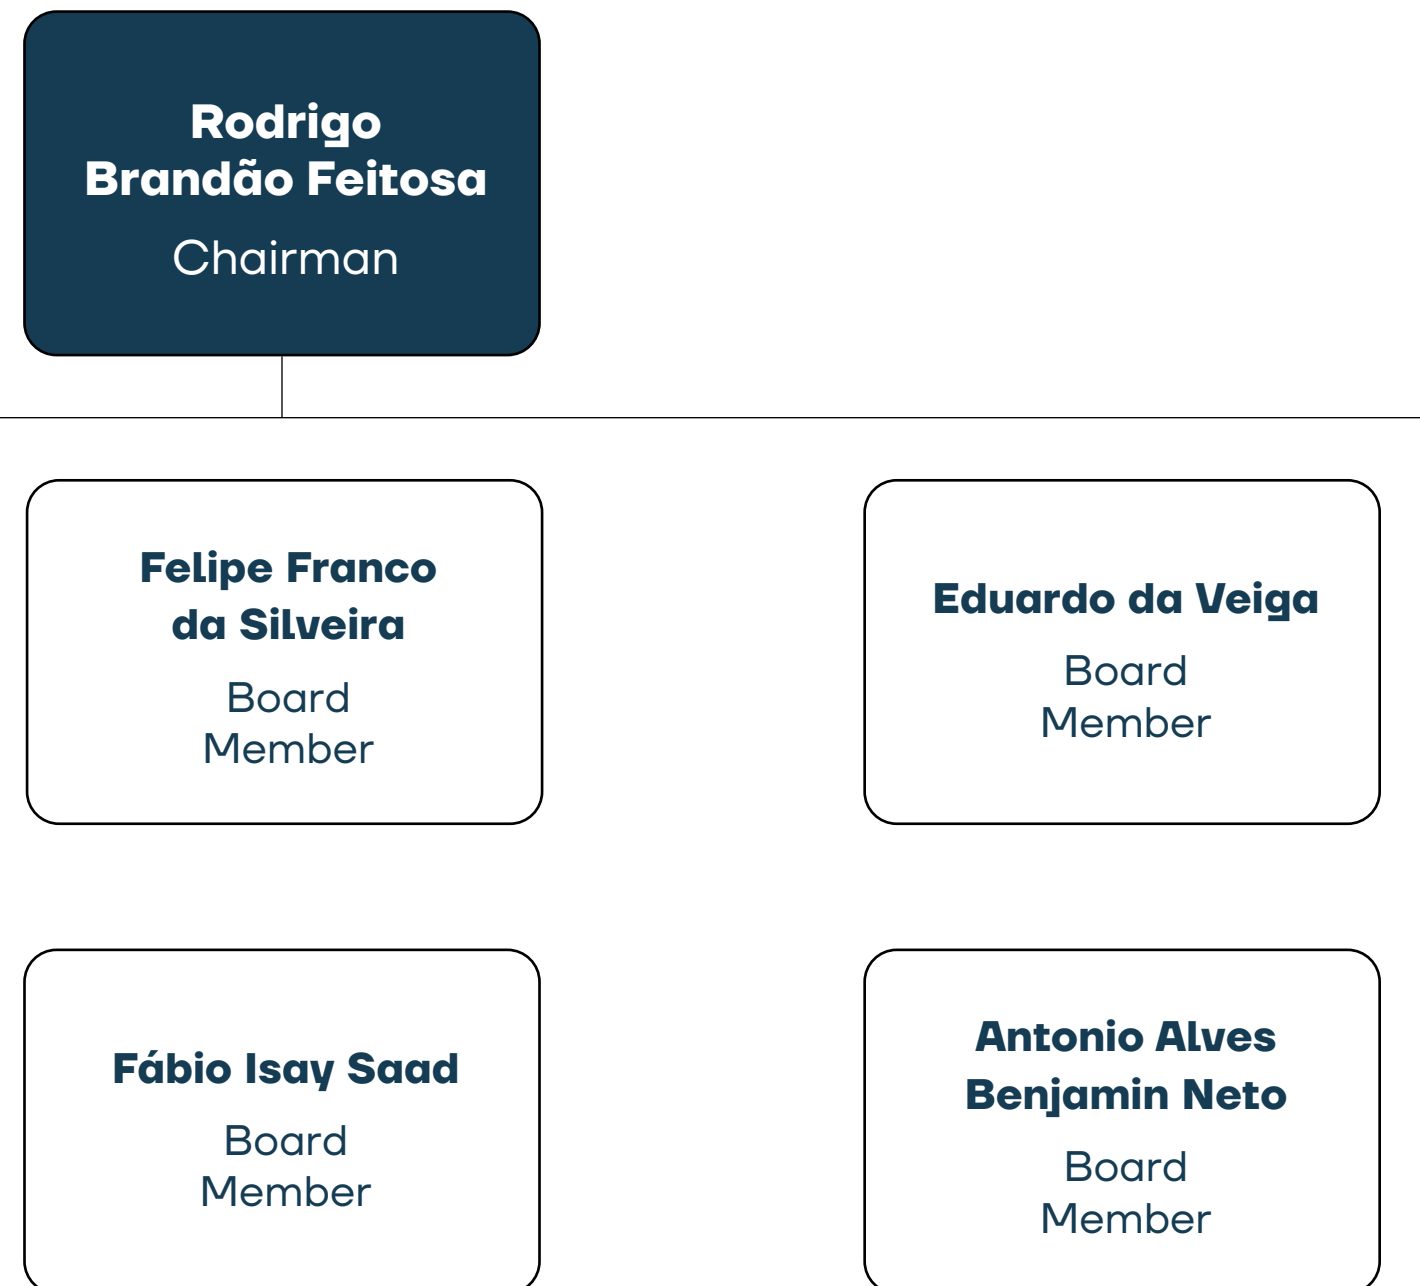 Rodrigo
Brandão Feitosa
Chairman
Felipe Franco
da Silveira
Board
Member
Eduardo da Veiga
Board
Member
Fábio Isay Saad
Board
Member
Antonio Alves
Benjamin Neto
Board
Member